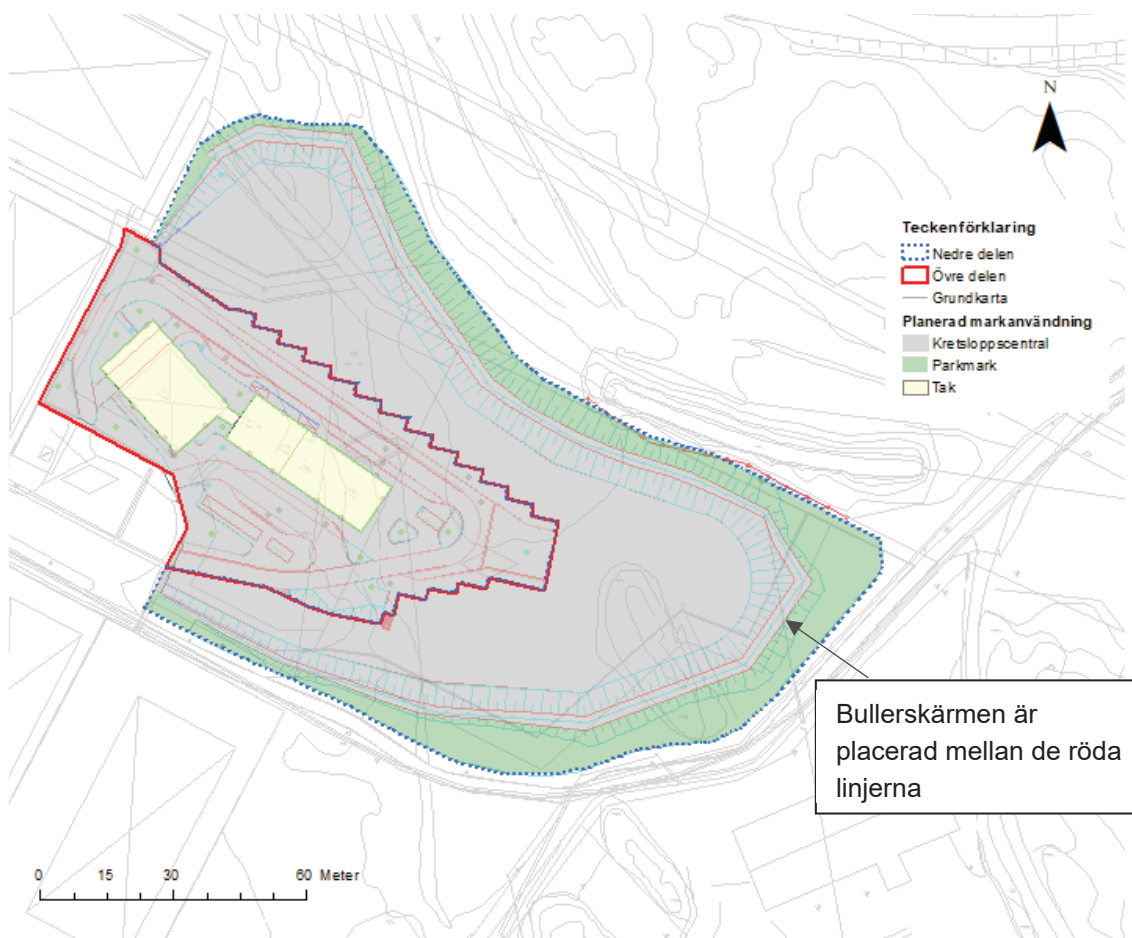 N
Teckenförklaring
Nedre delen
Övre delen
Grundkarta
Planerad markanvändning
Kretsloppscentral
Parkmark
Tak
Bullerskärmen är
placerad mellan de röda
linjerna
0 15 30 60 Meter